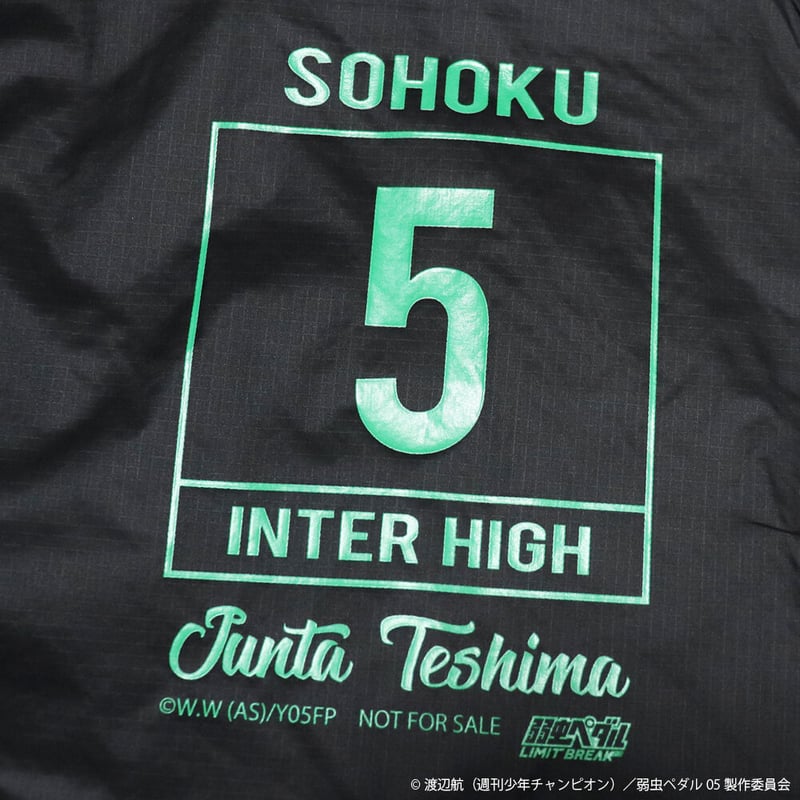 SOHOKU
5
INTER HIGH
Junta Teshima
©W.W (AS)/Y05FP NOT FOR SALE
弱虫ペダル
LIMIT BREAK
© 渡辺航（週刊少年チャンピオン）／弱虫ペダル 05 製作委員会